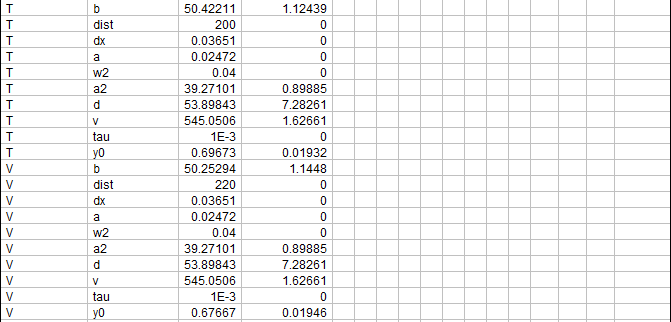 T b 50.42211 1.12439
T dist 200 0
T dx 0.03651 0
T a 0.02472 0
T w2 0.04 0
T a2 39.27101 0.89885
T d 53.89843 7.28261
T v 545.0506 1.62661
T tau 1E-3 0
T y0 0.69673 0.01932
V b 50.25294 1.1448
V dist 220 0
V dx 0.03651 0
V a 0.02472 0
V w2 0.04 0
V a2 39.27101 0.89885
V d 53.89843 7.28261
V v 545.0506 1.62661
V tau 1E-3 0
V y0 0.67667 0.01946